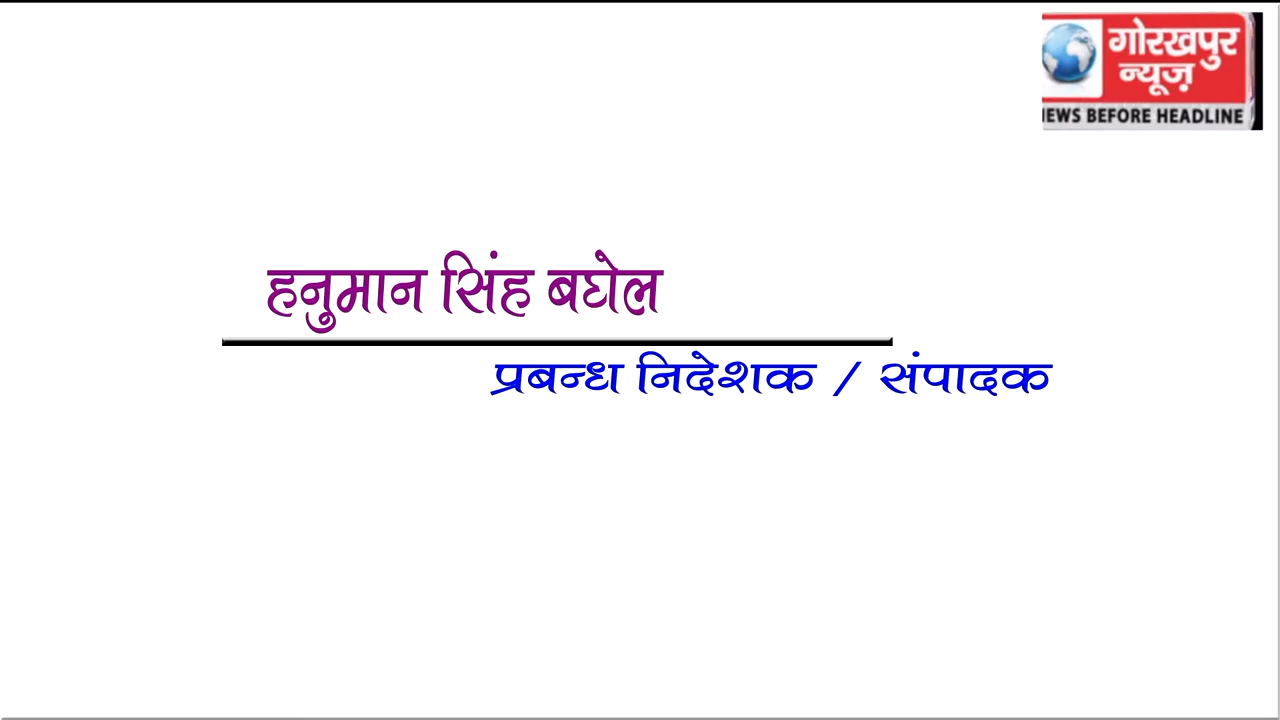 गोरखपुर
न्यूज़
NEWS BEFORE HEADLINE
हनुमान सिंह बघेल
प्रबन्ध निदेशक / संपादक